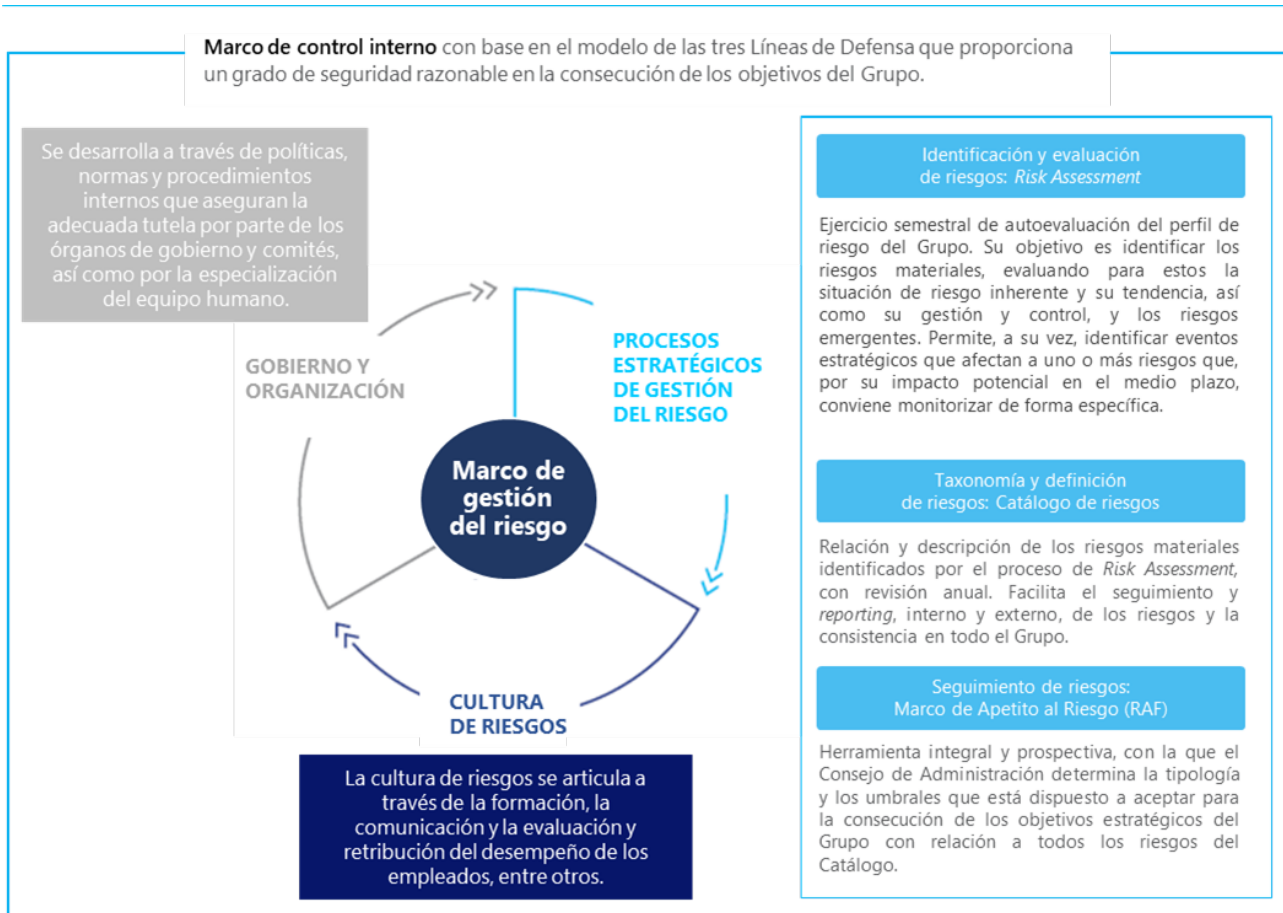 Marco de control interno con base en el modelo de las tres Líneas de Defensa que proporciona
un grado de seguridad razonable en la consecución de los objetivos del Grupo.
Se desarrolla a través de políticas,
normas y procedimientos
internos que aseguran la
adecuada tutela por parte de los
órganos de gobierno y comités,
así como por la especialización
del equipo humano.
GOBIERNO Y
ORGANIZACIÓN
PROCESOS
ESTRATÉGICOS
DE GESTIÓN
DEL RIESGO
Marco de
gestión
del riesgo
CULTURA
DE RIESGOS
La cultura de riesgos se articula a
través de la formación, la
comunicación y la evaluación y
retribución del desempeño de los
empleados, entre otros.
Identificación y evaluación
de riesgos: Risk Assessment
Ejercicio semestral de autoevaluación del perfil de
riesgo del Grupo. Su objetivo es identificar los
riesgos materiales, evaluando para estos la
situación de riesgo inherente y su tendencia, así
como su gestión y control, y los riesgos
emergentes. Permite, a su vez, identificar eventos
estratégicos que afectan a uno o más riesgos que,
por su impacto potencial en el medio plazo,
conviene monitorizar de forma específica.
Taxonomía y definición
de riesgos: Catálogo de riesgos
Relación y descripción de los riesgos materiales
identificados por el proceso de Risk Assessment,
con revisión anual. Facilita el seguimiento y
reporting, interno y externo, de los riesgos y la
consistencia en todo el Grupo.
Seguimiento de riesgos:
Marco de Apetito al Riesgo (RAF)
Herramienta integral y prospectiva, con la que el
Consejo de Administración determina la tipología
y los umbrales que está dispuesto a aceptar para
la consecución de los objetivos estratégicos del
Grupo con relación a todos los riesgos del
Catálogo.